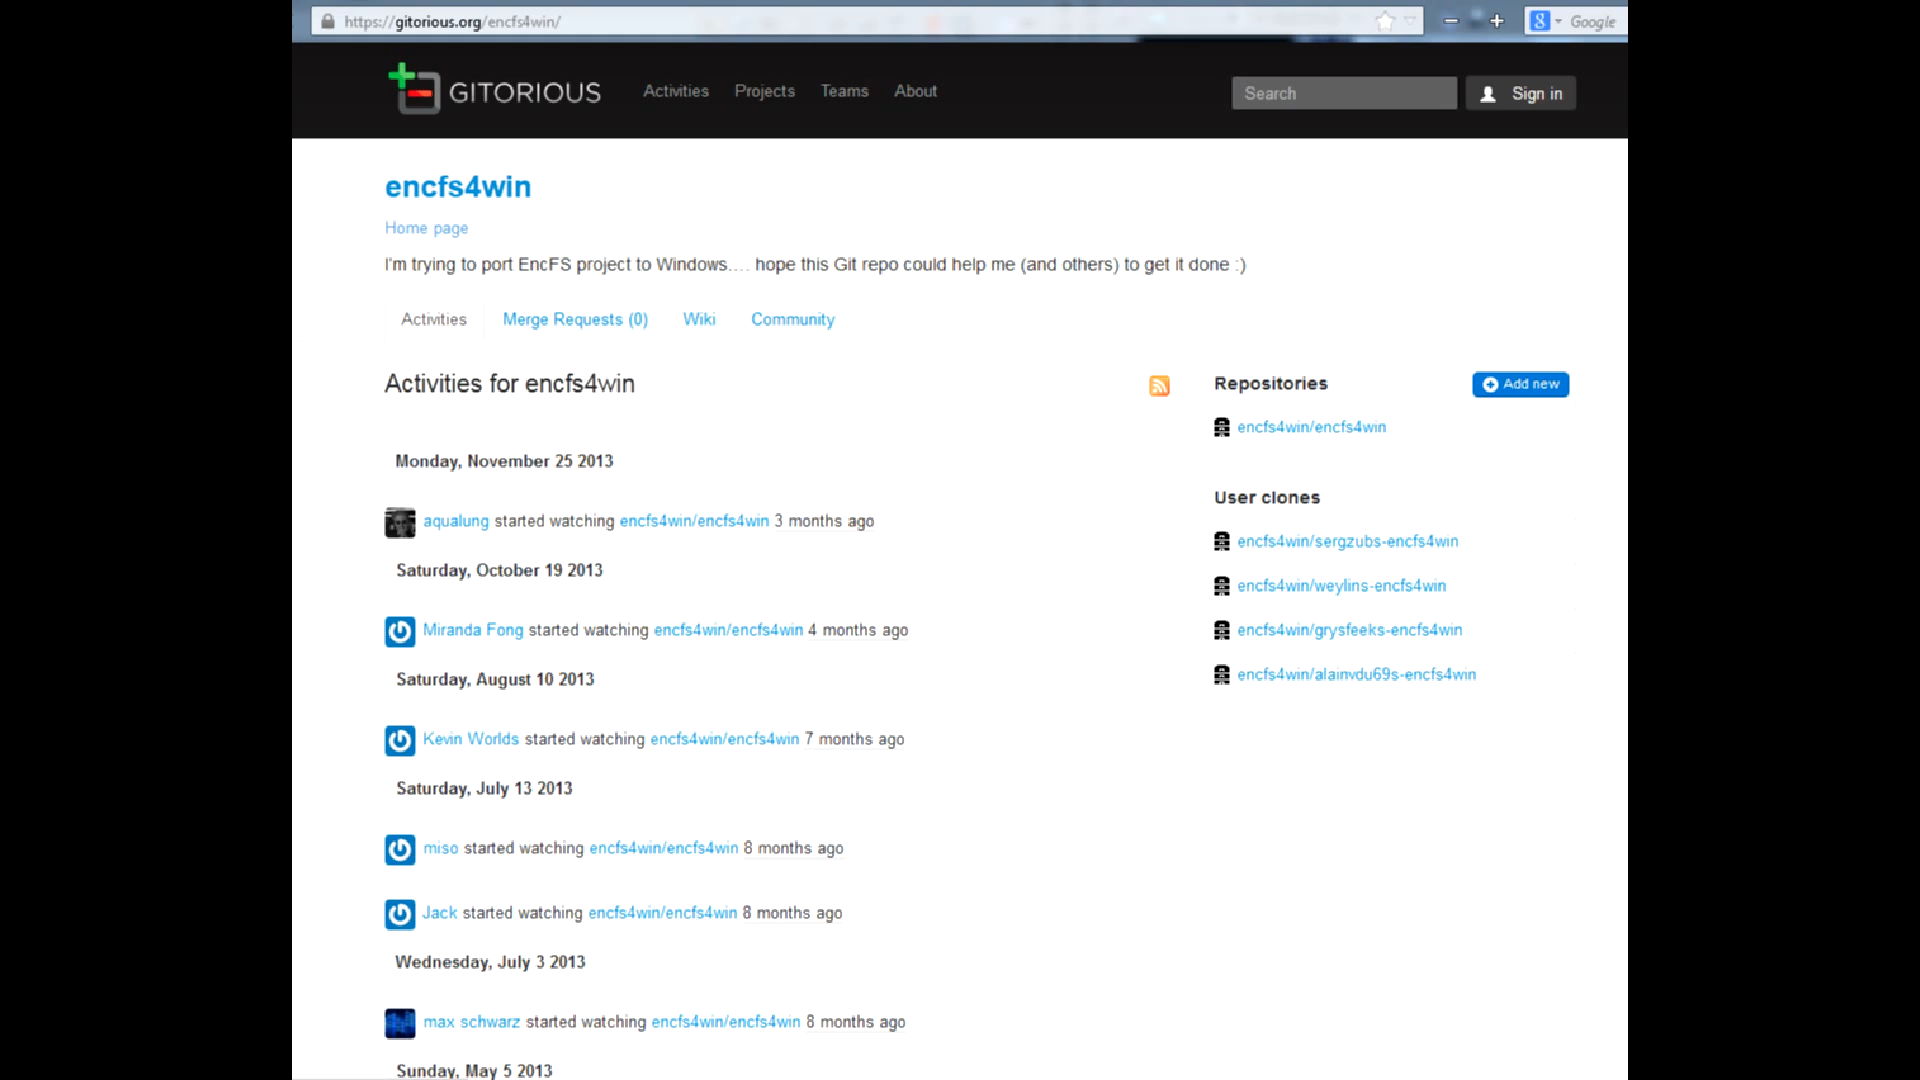 https://gitorious.org/encfs4win/
Google
GITORIOUS
Activities
Projects
Teams
About
Search
Sign in
encfs4win
Home page
I'm trying to port EncFS project to Windows.... hope this Git repo could help me (and others) to get it done :)
Activities
Merge Requests (0)
Wiki
Community
Activities for encfs4win
Monday, November 25 2013
aqualung started watching encfs4win/encfs4win 3 months ago
Saturday, October 19 2013
Miranda Fong started watching encfs4win/encfs4win 4 months ago
Saturday, August 10 2013
Kevin Worlds started watching encfs4win/encfs4win 7 months ago
Saturday, July 13 2013
miso started watching encfs4win/encfs4win 8 months ago
Jack started watching encfs4win/encfs4win 8 months ago
Wednesday, July 3 2013
max schwarz started watching encfs4win/encfs4win 8 months ago
Sunday, May 5 2013
Repositories
Add new
encfs4win/encfs4win
User clones
encfs4win/sergzubs-encfs4win
encfs4win/weylins-encfs4win
encfs4win/grysfeeks-encfs4win
encfs4win/alainvdu69s-encfs4win